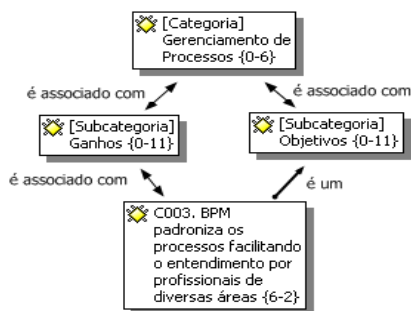 [Categoria]
Gerenciamento de
Processos {0-6}
é associado com
é associado com
[Subcategoria]
Ganhos {0-11}
[Subcategoria]
Objetivos {0-11}
é associado com
é um
C003. BPM
padroniza os
processos facilitando
o entendimento por
profissionais de
diversas áreas {6-2}